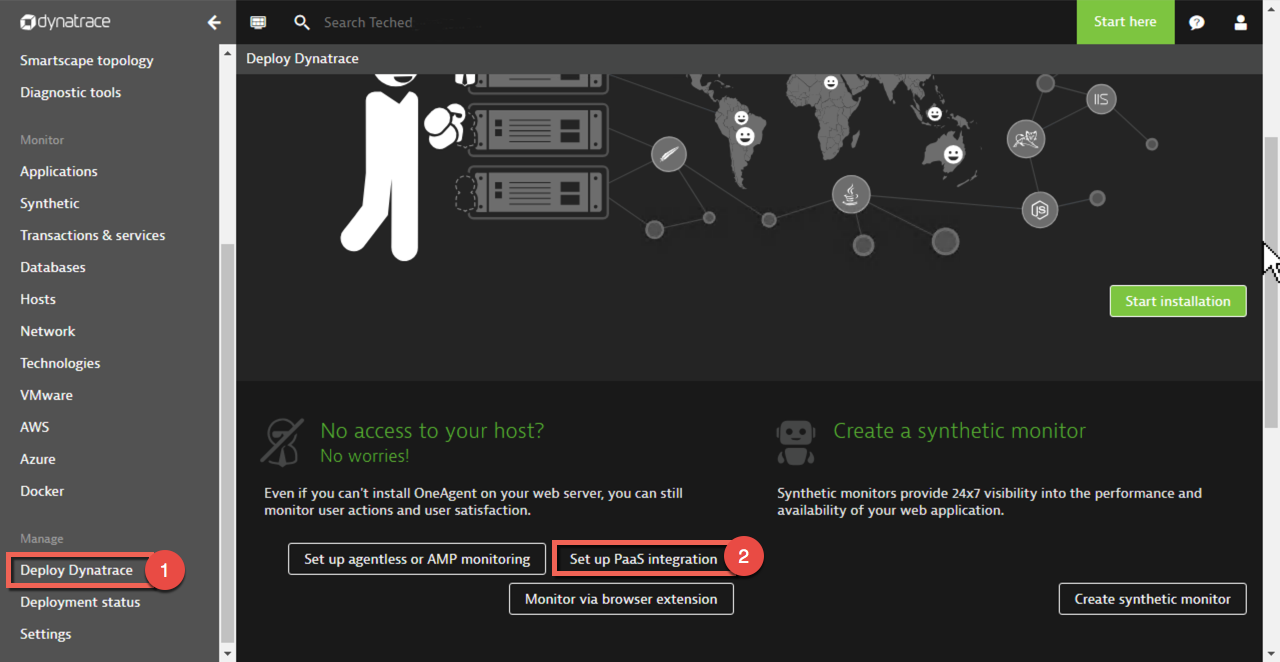 dynatrace
Search Teched
Start here
Smartscape topology
Diagnostic tools
Monitor
Applications
Synthetic
Transactions & services
Databases
Hosts
Network
Technologies
VMware
AWS
Azure
Docker
Manage
Deploy Dynatrace
1
Deployment status
Settings
Deploy Dynatrace
IIS
JS
Start installation
No access to your host?
No worries!
Even if you can't install OneAgent on your web server, you can still
monitor user actions and user satisfaction.
Set up agentless or AMP monitoring
Set up PaaS integration
2
Monitor via browser extension
Create a synthetic monitor
Synthetic monitors provide 24x7 visibility into the performance and
availability of your web application.
Create synthetic monitor